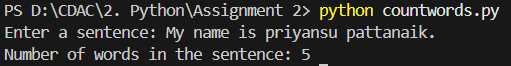 PS D:\CDAC\2. Python\Assignment 2> python countwords.py
Enter a sentence: My name is priyansu pattanaik.
Number of words in the sentence: 5